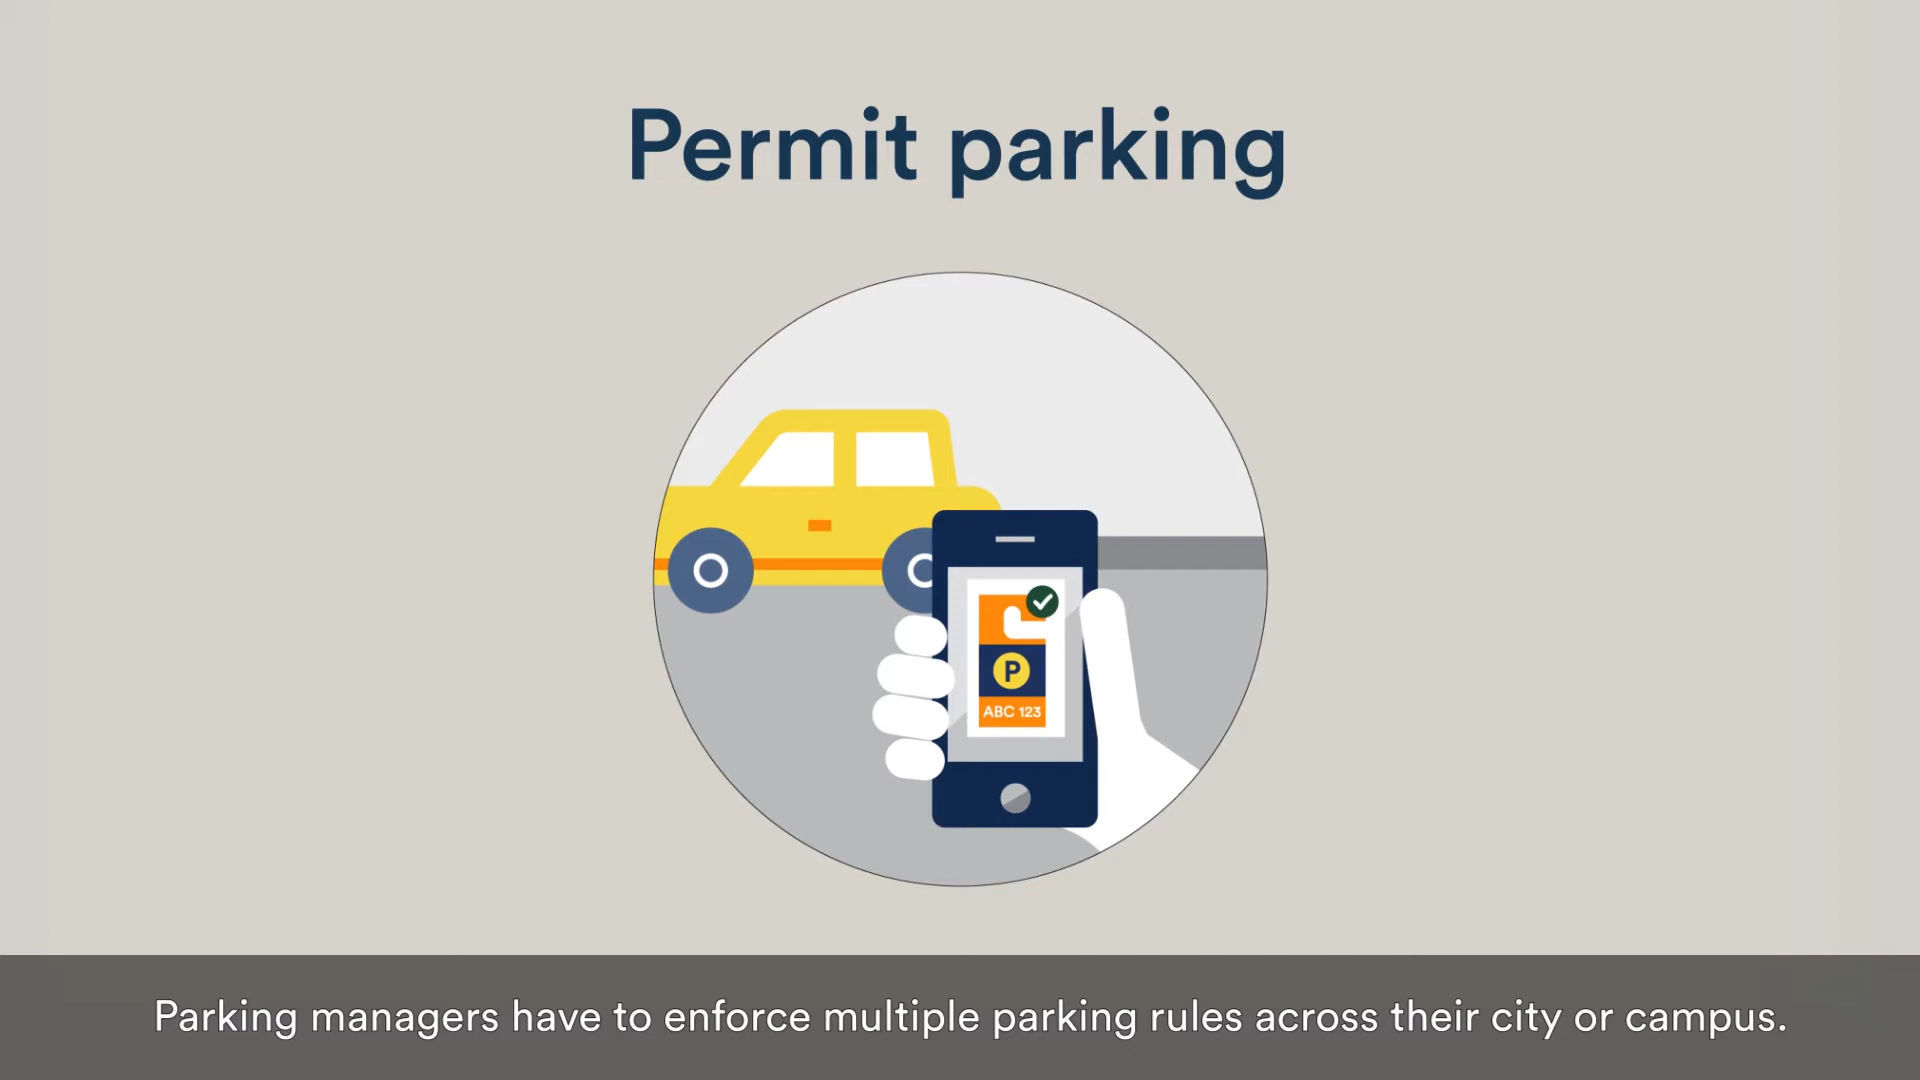 Permit parking
P
ABC 123
Parking managers have to enforce multiple parking rules across their city or campus.